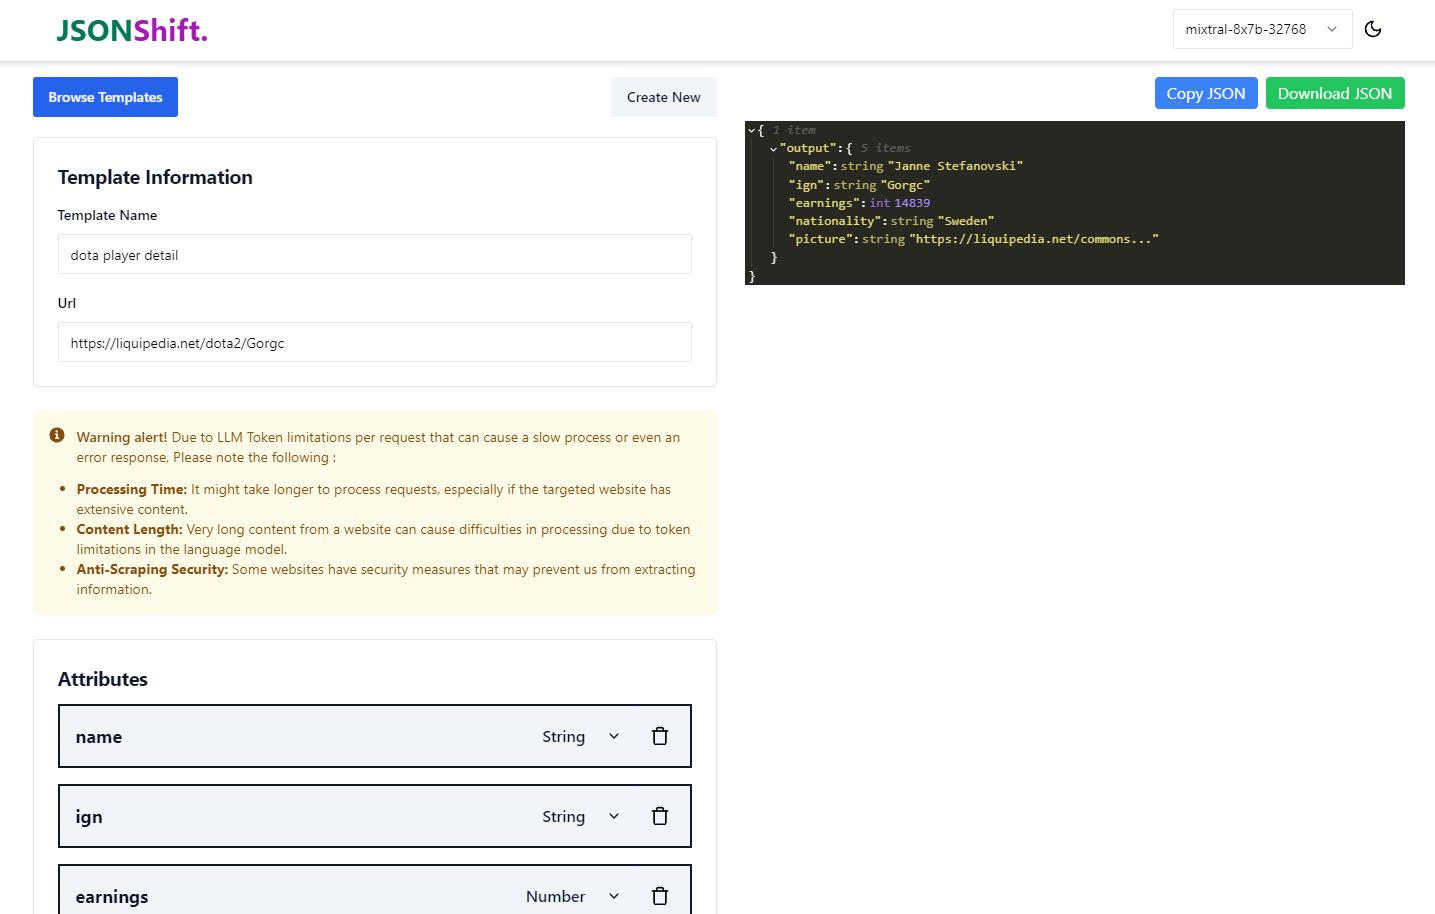 JSONShift.
mixtral-8x7b-32768
Browse Templates
Create New
Copy JSON
Download JSON
Template Information
Template Name
dota player detail
Url
https://liquipedia.net/dota2/Gorgc
Warning alert! Due to LLM Token limitations per request that can cause a slow process or even an
error response, Please note the following :
• Processing Time: It might take longer to process requests, especially if the targeted website has
extensive content.
• Content Length: Very long content from a website can cause difficulties in processing due to token
limitations in the language model.
• Anti-Scraping Security: Some websites have security measures that may prevent us from extracting
information.
Attributes
name String
ign String
earnings Number
{ 1 item
"output":{ 5 items
"name":string"Janne Stefanovski"
"ign":string"Gorgc"
"earnings":int14839
"nationality":string"Sweden"
"picture":string"https://liquipedia.net/commons..."
}
}